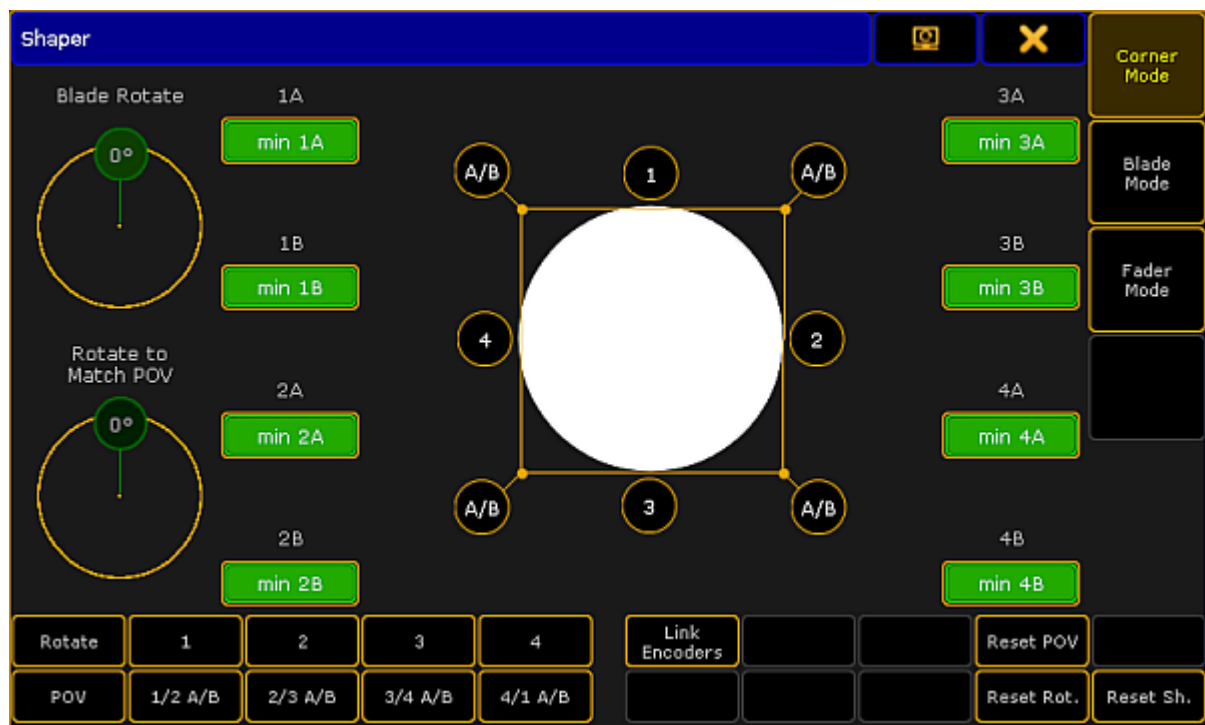 Shaper
Corner
Mode
Blade Rotate
1A
3A
0°
min 1A
min 3A
A/B
1
A/B
Blade
Mode
1B
3B
min 1B
min 3B
Fader
Mode
4
2
Rotate to
Match POV
2A
4A
0°
min 2A
min 4A
A/B
3
A/B
2B
4B
min 2B
min 4B
Rotate
1
2
3
4
Link
Encoders
Reset POV
POV
1/2 A/B
2/3 A/B
3/4 A/B
4/1 A/B
Reset Rot.
Reset Sh.